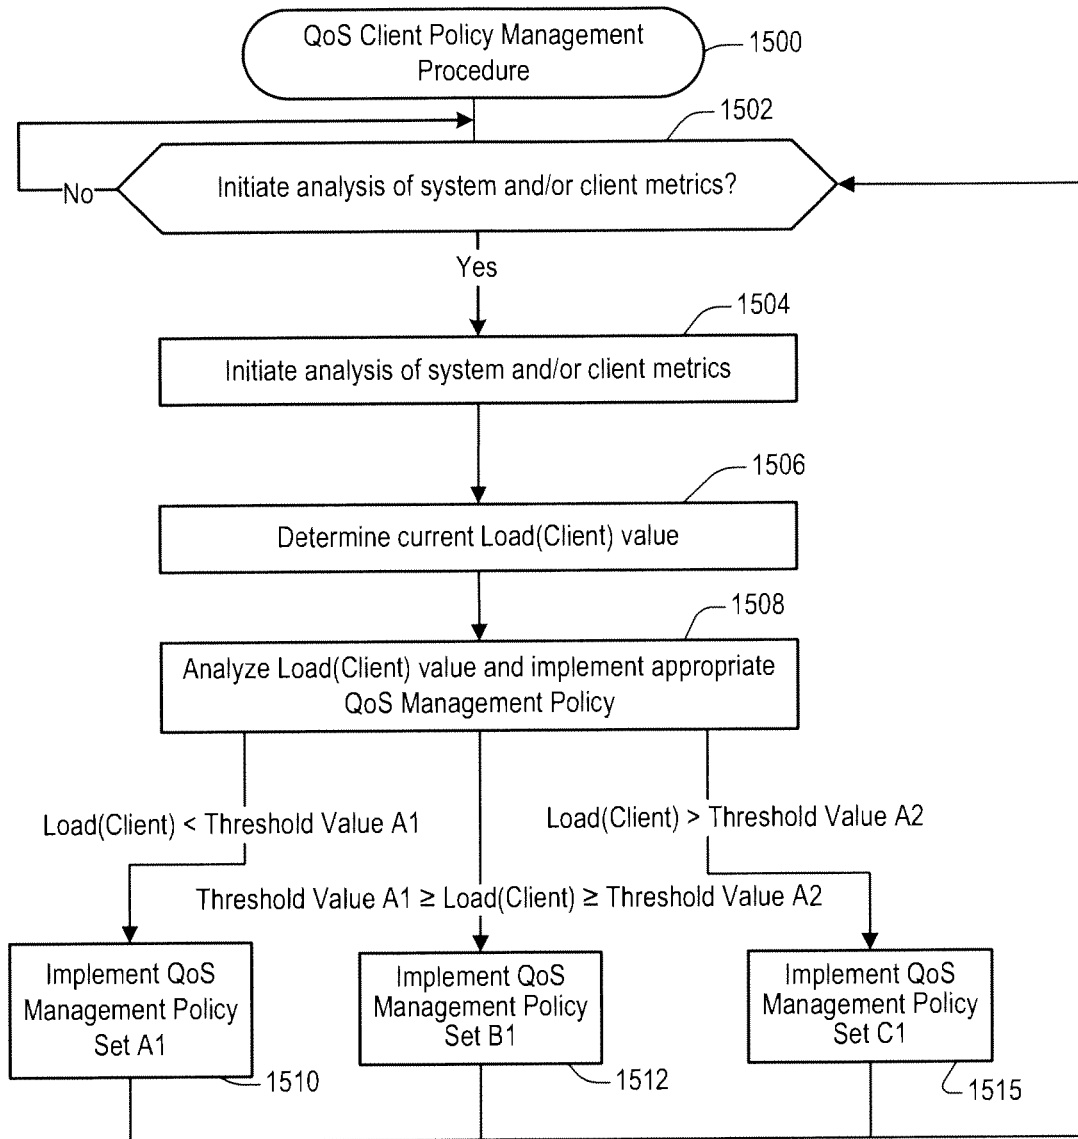 QoS Client Policy Management
Procedure
1500
1502
Initiate analysis of system and/or client metrics?
No
Yes
1504
Initiate analysis of system and/or client metrics
1506
Determine current Load(Client) value
1508
Analyze Load(Client) value and implement appropriate
QoS Management Policy
Load(Client) < Threshold Value A1
Load(Client) > Threshold Value A2
Threshold Value A1 ≥ Load(Client) ≥ Threshold Value A2
Implement QoS
Management Policy
Set A1
1510
Implement QoS
Management Policy
Set B1
1512
Implement QoS
Management Policy
Set C1
1515